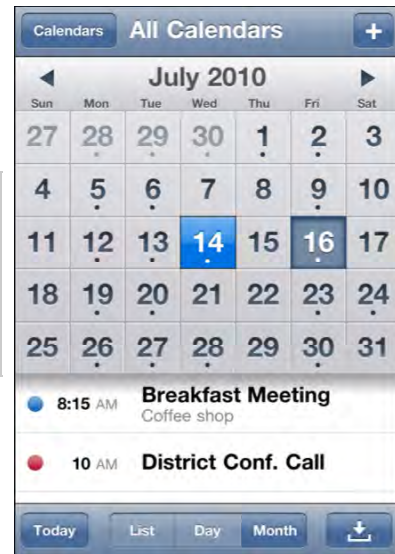 Calendars All Calendars +
July 2010
Sun Mon Tue Wed Thu Fri Sat
27 28 29 30 1 2 3
4 5 6 7 8 9 10
11 12 13 14 15 16 17
18 19 20 21 22 23 24
25 26 27 28 29 30 31
8:15 AM Breakfast Meeting
Coffee shop
10 AM District Conf. Call
Today List Day Month